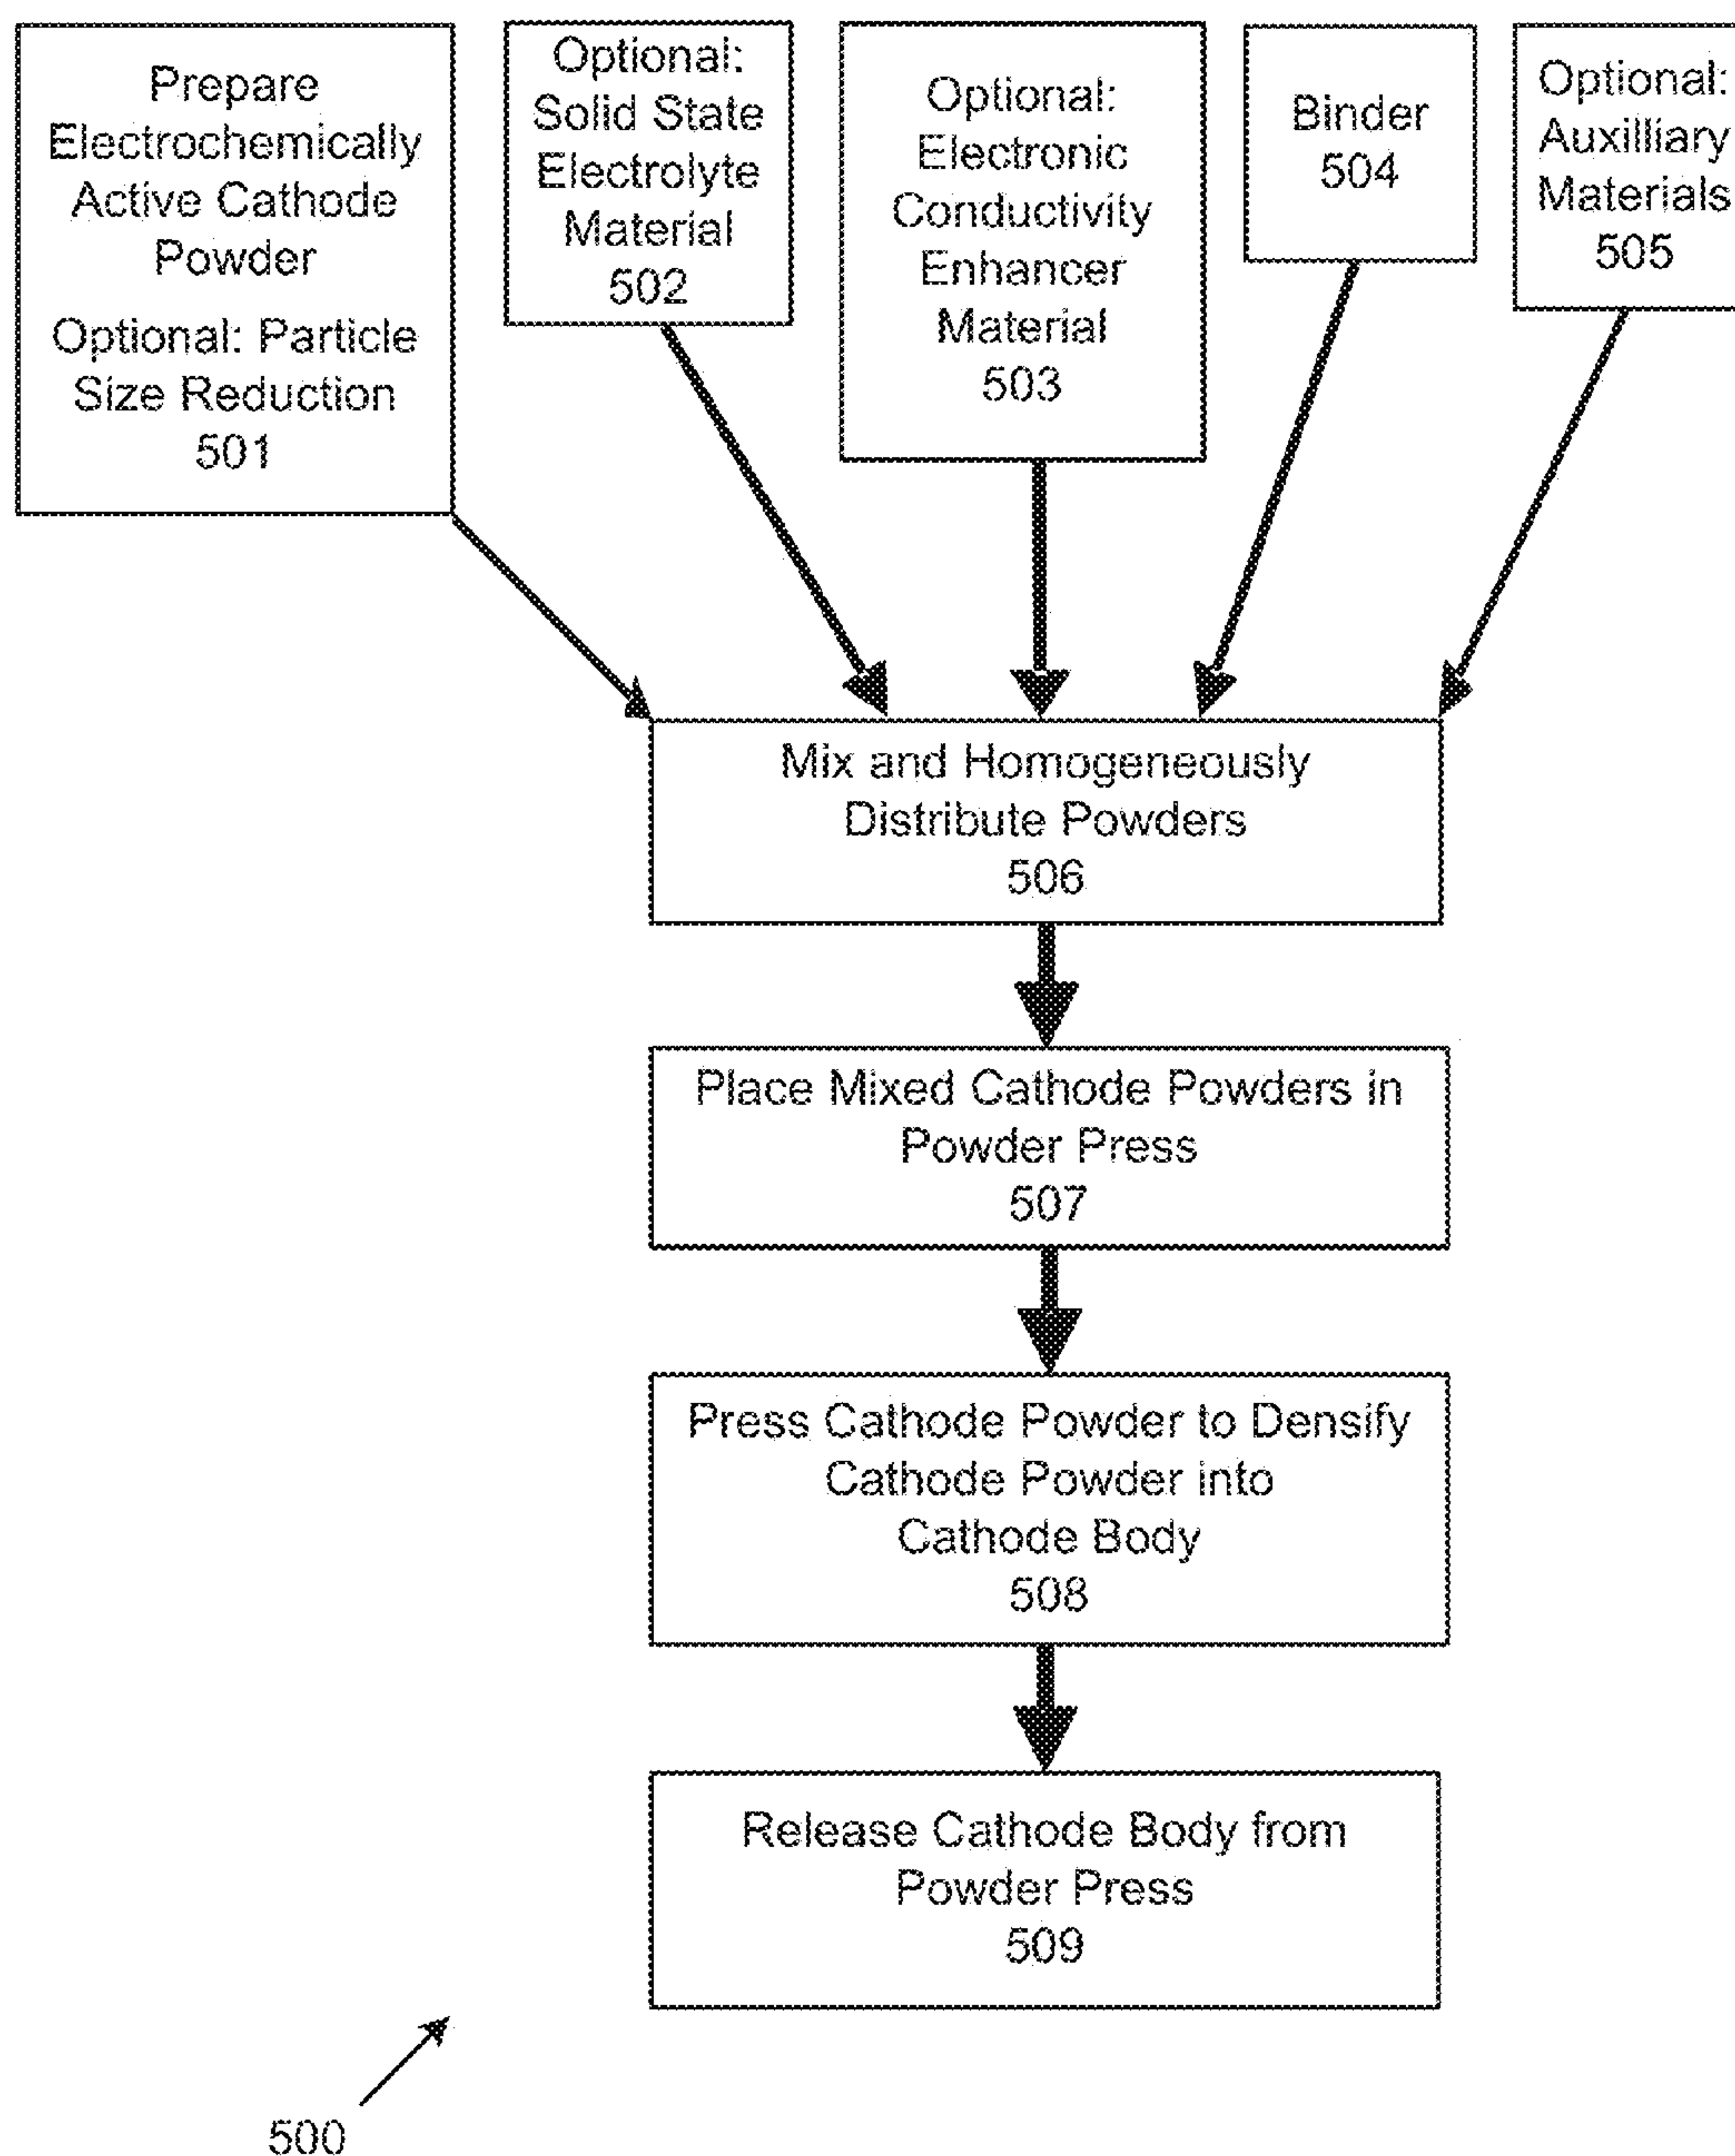 Prepare
Electrochemically
Active Cathode
Powder
Optional: Particle
Size Reduction
501
Optional:
Solid State
Electrolyte
Material
502
Optional:
Electronic
Conductivity
Enhancer
Material
503
Binder
504
Optional:
Auxilliary
Materials
505
Mix and Homogeneously
Distribute Powders
506
Place Mixed Cathode Powders in
Powder Press
507
Press Cathode Powder to Densify
Cathode Powder into
Cathode Body
508
Release Cathode Body from
Powder Press
509
500